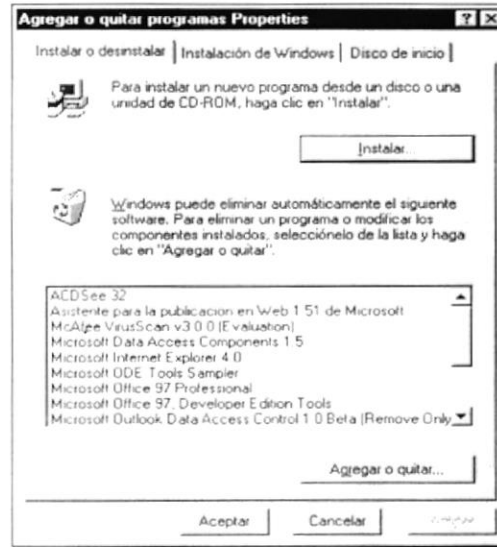 Agregar o quitar programas Properties
Instalar o desinstalar
Instalación de Windows
Disco de inicio
Para instalar un nuevo programa desde un disco o una
unidad de CD-ROM, haga clic en "Instalar".
Instalar...
Windows puede eliminar automáticamente el siguiente
software. Para eliminar un programa o modificar los
componentes instalados, selecciónelo de la lista y haga
clic en "Agregar o quitar".
ACDSee 32
Asistente para la publicacion en Web 1 51 de Microsoft
McAfee VirusScan v3 0 0 (Evaluation)
Microsoft Data Access Components 1 5
Microsoft Internet Explorer 4 0
Microsoft ODE Tools Sampler
Microsoft Office 97 Professional
Microsoft Office 97, Developer Edition Tools
Microsoft Outlook Data Access Control 1 0 Beta (Remove Only
Agregar o quitar...
Aceptar
Cancelar